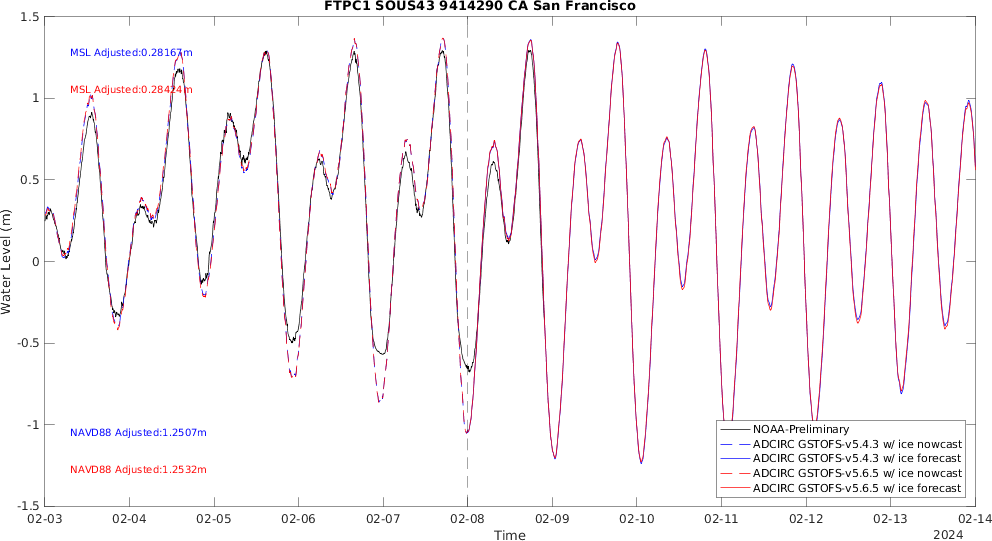 FTPC1 SOUS43 9414290 CA San Francisco
MSL Adjusted:0.28167m
MSL Adjusted:0.28424m
NAVD88 Adjusted:1.2507m
NAVD88 Adjusted:1.2532m
Water Level (m)
1.5
1
0.5
0
-0.5
-1
-1.5
NOAA-Preliminary
ADCIRC GSTOFS-v5.4.3 w/ ice nowcast
ADCIRC GSTOFS-v5.4.3 w/ ice forecast
ADCIRC GSTOFS-v5.6.5 w/ ice nowcast
ADCIRC GSTOFS-v5.6.5 w/ ice forecast
02-03 02-04 02-05 02-06 02-07 02-08 02-09 02-10 02-11 02-12 02-13 02-14
Time
2024